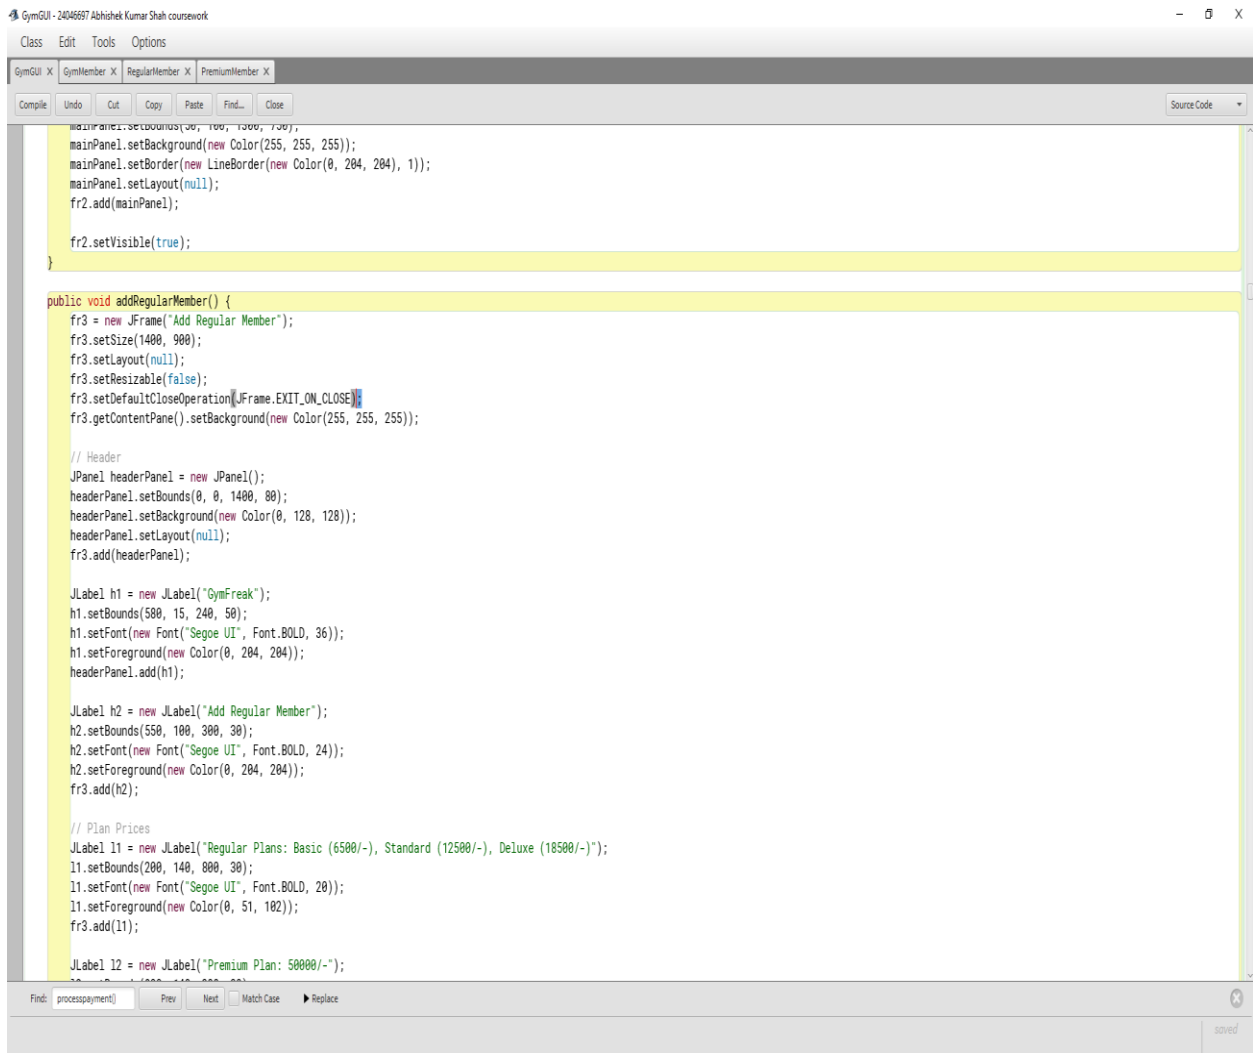 GymGUI - 24046697 Abhishek Kumar Shah coursework
Class Edit Tools Options
GymGUI X GymMember X RegularMember X PremiumMember X
Compile Undo Cut Copy Paste Find... Close Source Code
mainPanel.setBounds(50, 100, 1300, 750);
mainPanel.setBackground(new Color(255, 255, 255));
mainPanel.setBorder(new LineBorder(new Color(0, 204, 204), 1));
mainPanel.setLayout(null);
fr2.add(mainPanel);
fr2.setVisible(true);
}
public void addRegularMember() {
fr3 = new JFrame("Add Regular Member");
fr3.setSize(1400, 900);
fr3.setLayout(null);
fr3.setResizable(false);
fr3.setDefaultCloseOperation(JFrame.EXIT_ON_CLOSE);
fr3.getContentPane().setBackground(new Color(255, 255, 255));
// Header
JPanel headerPanel = new JPanel();
headerPanel.setBounds(0, 0, 1400, 80);
headerPanel.setBackground(new Color(0, 128, 128));
headerPanel.setLayout(null);
fr3.add(headerPanel);
JLabel h1 = new JLabel("GymFreak");
h1.setBounds(580, 15, 240, 50);
h1.setFont(new Font("Segoe UI", Font.BOLD, 36));
h1.setForeground(new Color(0, 204, 204));
headerPanel.add(h1);
JLabel h2 = new JLabel("Add Regular Member");
h2.setBounds(550, 100, 300, 30);
h2.setFont(new Font("Segoe UI", Font.BOLD, 24));
h2.setForeground(new Color(0, 204, 204));
fr3.add(h2);
// Plan Prices
JLabel l1 = new JLabel("Regular Plans: Basic (6500/-), Standard (12500/-), Deluxe (18500/-)");
l1.setBounds(200, 140, 800, 30);
l1.setFont(new Font("Segoe UI", Font.BOLD, 20));
l1.setForeground(new Color(0, 51, 102));
fr3.add(l1);
JLabel l2 = new JLabel("Premium Plan: 50000/-");
Find: processpayment() Prev Next Match Case Replace
saved